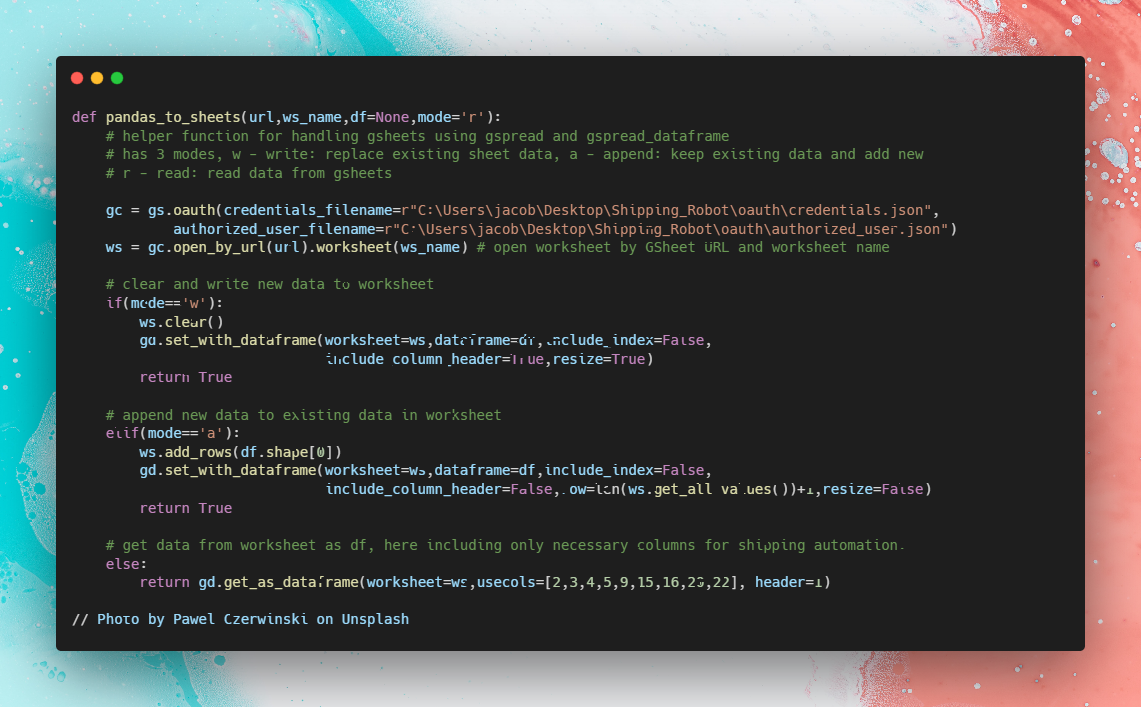 def pandas_to_sheets(url,ws_name,df=None,mode='r'):
    # helper function for handling gsheets using gspread and gspread_dataframe
    # has 3 modes, w - write: replace existing sheet data, a - append: keep existing data and add new
    # r - read: read data from gsheets
    gc = gs.oauth(credentials_filename=r"C:\Users\jacob\Desktop\Shipping_Robot\oauth\credentials.json",
            authorized_user_filename=r"C:\Users\jacob\Desktop\Shipping_Robot\oauth\authorized_user.json")
    ws = gc.open_by_url(url).worksheet(ws_name) # open worksheet by GSheet URL and worksheet name
    # clear and write new data to worksheet
    if(mode=='w'):
        ws.clear()
        gd.set_with_dataframe(worksheet=ws,dataframe=df,include_index=False,
                              include_column_header=True,resize=True)
        return True
    # append new data to existing data in worksheet
    elif(mode=='a'):
        ws.add_rows(df.shape[0])
        gd.set_with_dataframe(worksheet=ws,dataframe=df,include_index=False,
                              include_column_header=False,row=len(ws.get_all_values())+1,resize=False)
        return True
    # get data from worksheet as df, here including only necessary columns for shipping automation.
    else:
        return gd.get_as_dataframe(worksheet=ws,usecols=[2,3,4,5,9,15,16,23,22], header=1)
// Photo by Pawel Czerwinski on Unsplash